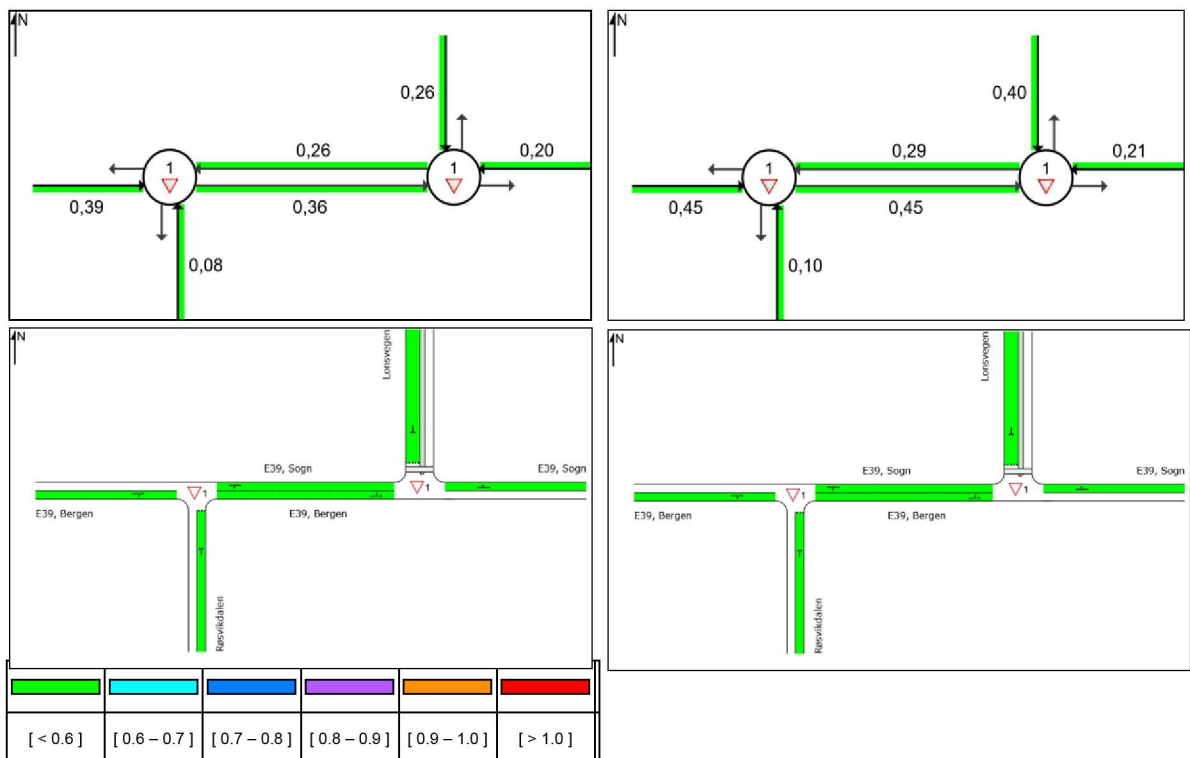 N
0,26
0,26
0,20
1
1
0,39
0,36
0,08
N
0,40
0,29
0,21
1
1
0,45
0,45
0,10
N
Lonsvegen
E39, Sogn
E39, Sogn
1
1
E39, Bergen
E39, Bergen
Røsvikdalen
N
Lonsvegen
E39, Sogn
E39, Sogn
1
1
E39, Bergen
E39, Bergen
Røsvikdalen
[ < 0.6 ] [ 0.6 – 0.7 ] [ 0.7 – 0.8 ] [ 0.8 – 0.9 ] [ 0.9 – 1.0 ] [ > 1.0 ]